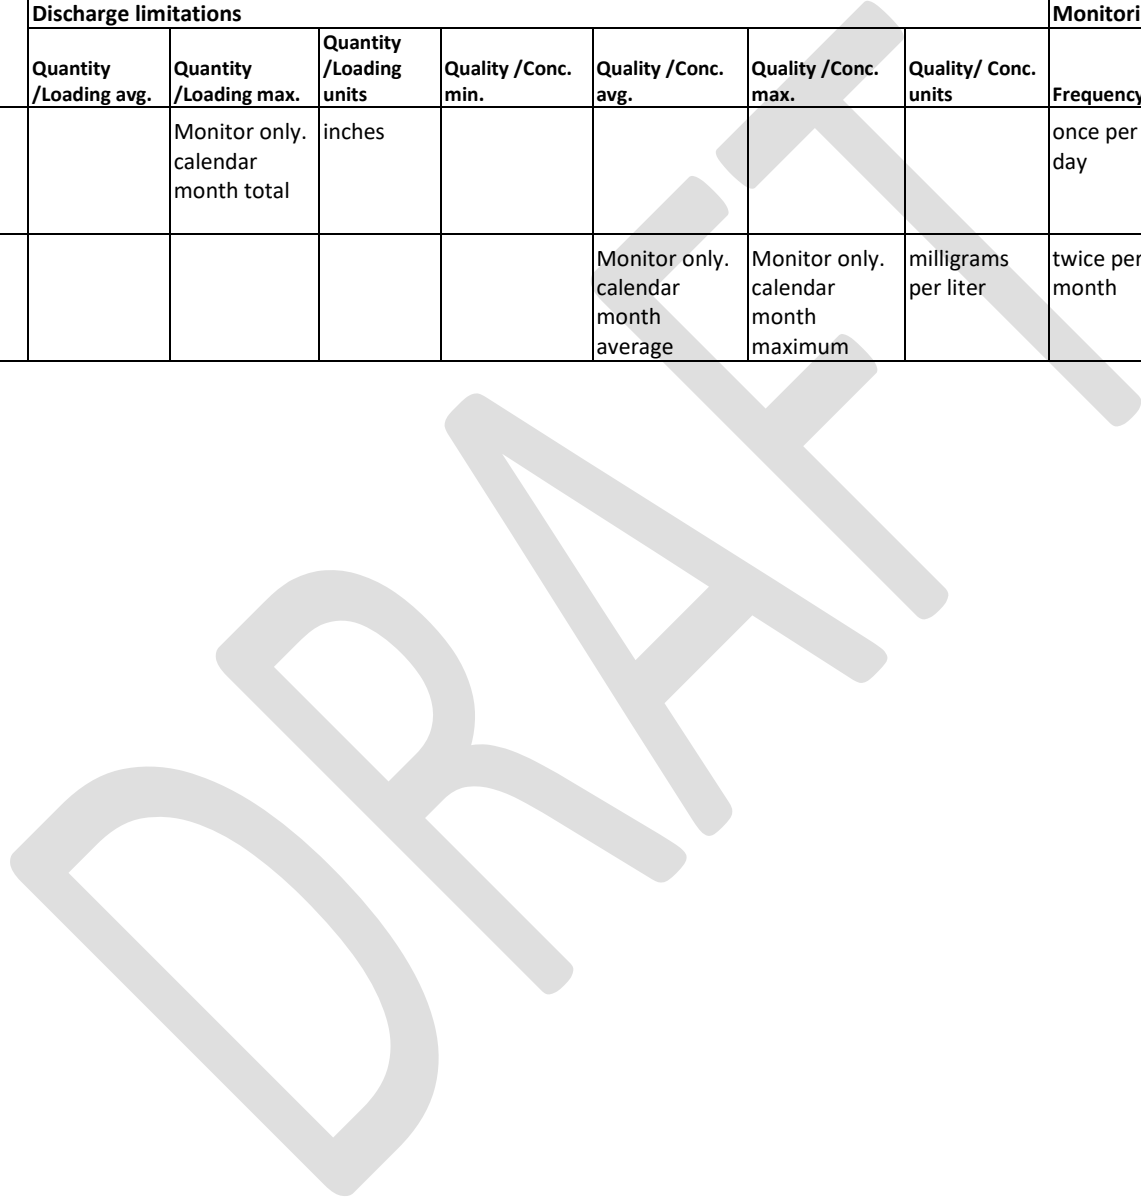 Discharge limitations Monitori
Quantity /Loading avg. Quantity /Loading max. Quantity /Loading units Quality /Conc. min. Quality /Conc. avg. Quality /Conc. max. Quality/ Conc. units Frequency
Monitor only. inches once per
calendar day
month total
Monitor only. Monitor only. milligrams twice per
calendar calendar per liter month
month month
average maximum
DRAFT